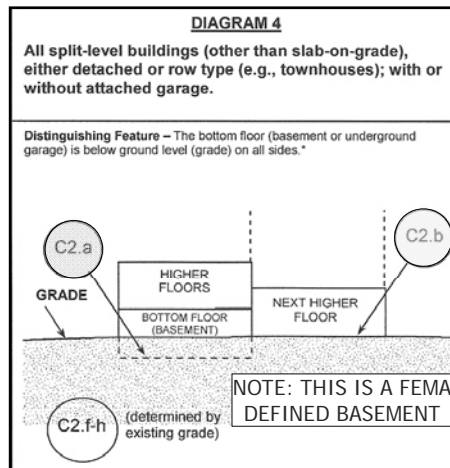 DIAGRAM 4
All split-level buildings (other than slab-on-grade),
either detached or row type (e.g., townhouses); with or
without attached garage.
Distinguishing Feature – The bottom floor (basement or underground
garage) is below ground level (grade) on all sides.*
C2.a
C2.b
HIGHER
FLOORS
GRADE
NEXT HIGHER
FLOOR
BOTTOM FLOOR
(BASEMENT)
NOTE: THIS IS A FEMA
DEFINED BASEMENT
C2.f-h
(determined by
existing grade)